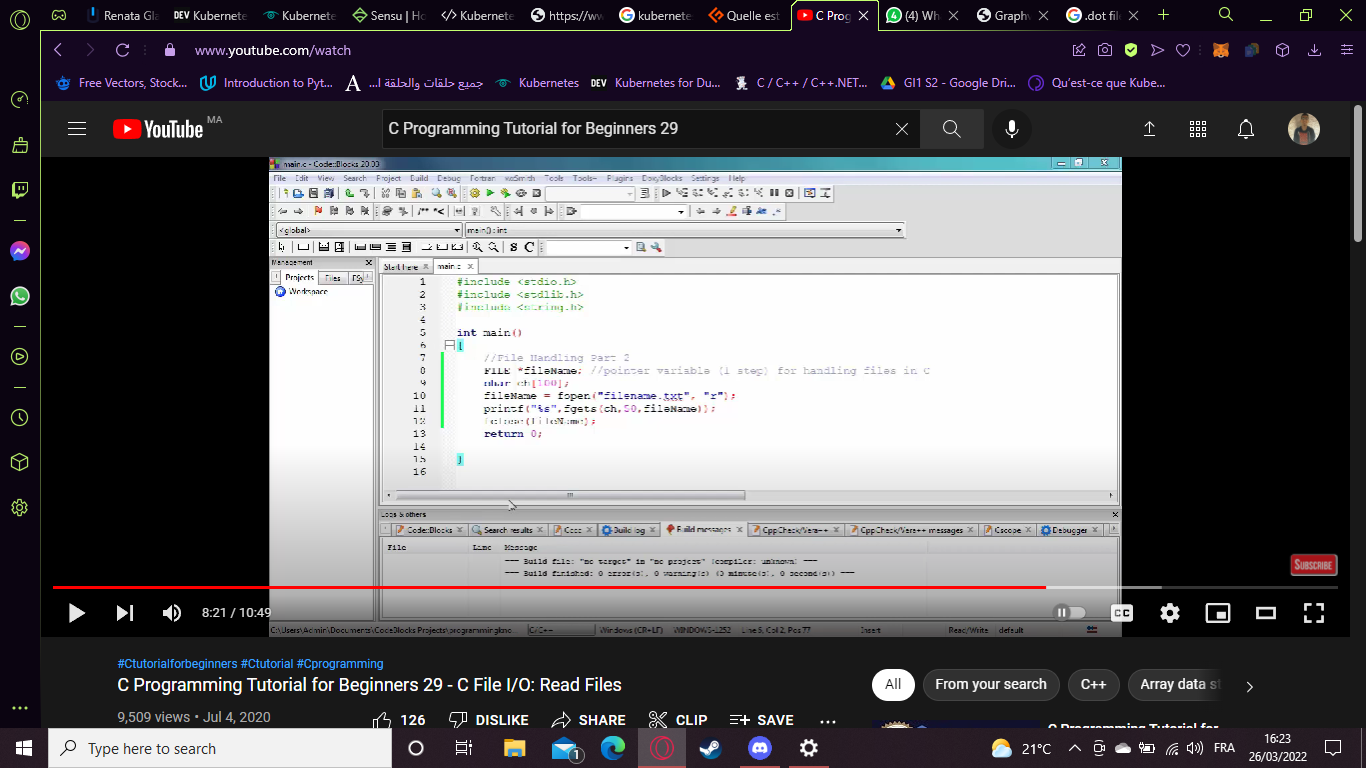 Renata Gla
DEV Kubernete
Kubernete
Sensu | Ho
Kubernete
https://ww
kubernete
Quelle est
C Prog
(4) Wh
Graphv
.dot file
www.youtube.com/watch
Free Vectors, Stock...
Introduction to Pyt...
جميع حلقات والحلقة ا...
Kubernetes
DEV Kubernetes for Du...
C / C++ / C++.NET...
GI1 S2 - Google Dri...
Qu'est-ce que Kube...
YouTube MA
C Programming Tutorial for Beginners 29
main.c - Code::Blocks 20.03
File Edit View Search Project Build Debug Fortran wxSmith Tools Tools+ Plugins DoxyBlocks Settings Help
<global>
main() : int
Management
Projects Files FSy
Workspace
Start here
main.c
1 #include <stdio.h>
2 #include <stdlib.h>
3 #include <string.h>
4
5 int main()
6 {
7 //File Handling Part 2
8 FILE *fileName; //pointer variable (1 step) for handling files in C
9 char ch[100];
10 fileName = fopen("filename.txt", "r");
11 printf("%s",fgets(ch,50,fileName));
12 fclose(fileName);
13 return 0;
14
15 }
16
Logs & others
Code::Blocks
Search results
Cccc
Build log
Build messages
CppCheck/Vera++
CppCheck/Vera++ messages
Cscope
Debugger
File Line Message
=== Build file: "no target" in "no project" (compiler: unknown) ===
=== Build finished: 0 error(s), 0 warning(s) (0 minute(s), 0 second(s)) ===
SUBSCRIBE
8:21 / 10:49
CC
C/C++
Windows (CR+LF)
WINDOWS-1252
Line 6, Col 2, Pos 77
Insert
Read/Write
default
#Ctutorialforbeginners #Ctutorial #Cprogramming
C Programming Tutorial for Beginners 29 - C File I/O: Read Files
9,509 views • Jul 4, 2020
126
DISLIKE
SHARE
CLIP
SAVE
All
From your search
C++
Array data st
C Programming Tutorial for
Type here to search
1
21°C
FRA
16:23
26/03/2022